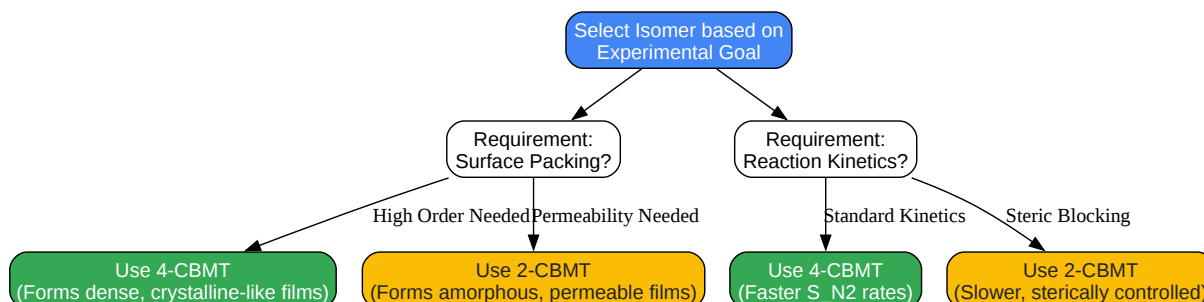 Select Isomer based on
Experimental Goal
Requirement:
Surface Packing?
Requirement:
Reaction Kinetics?
High Order Needed
Permeability Needed
Standard Kinetics
Steric Blocking
Use 4-CBMT
(Forms dense, crystalline-like films)
Use 2-CBMT
(Forms amorphous, permeable films)
Use 4-CBMT
(Faster S_N2 rates)
Use 2-CBMT
(Slower, sterically controlled)